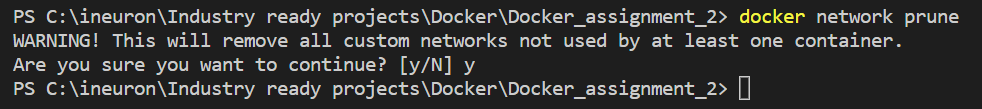 PS C:\ineuron\Industry ready projects\Docker\Docker_assignment_2> docker network prune
WARNING! This will remove all custom networks not used by at least one container.
Are you sure you want to continue? [y/N] y
PS C:\ineuron\Industry ready projects\Docker\Docker_assignment_2>